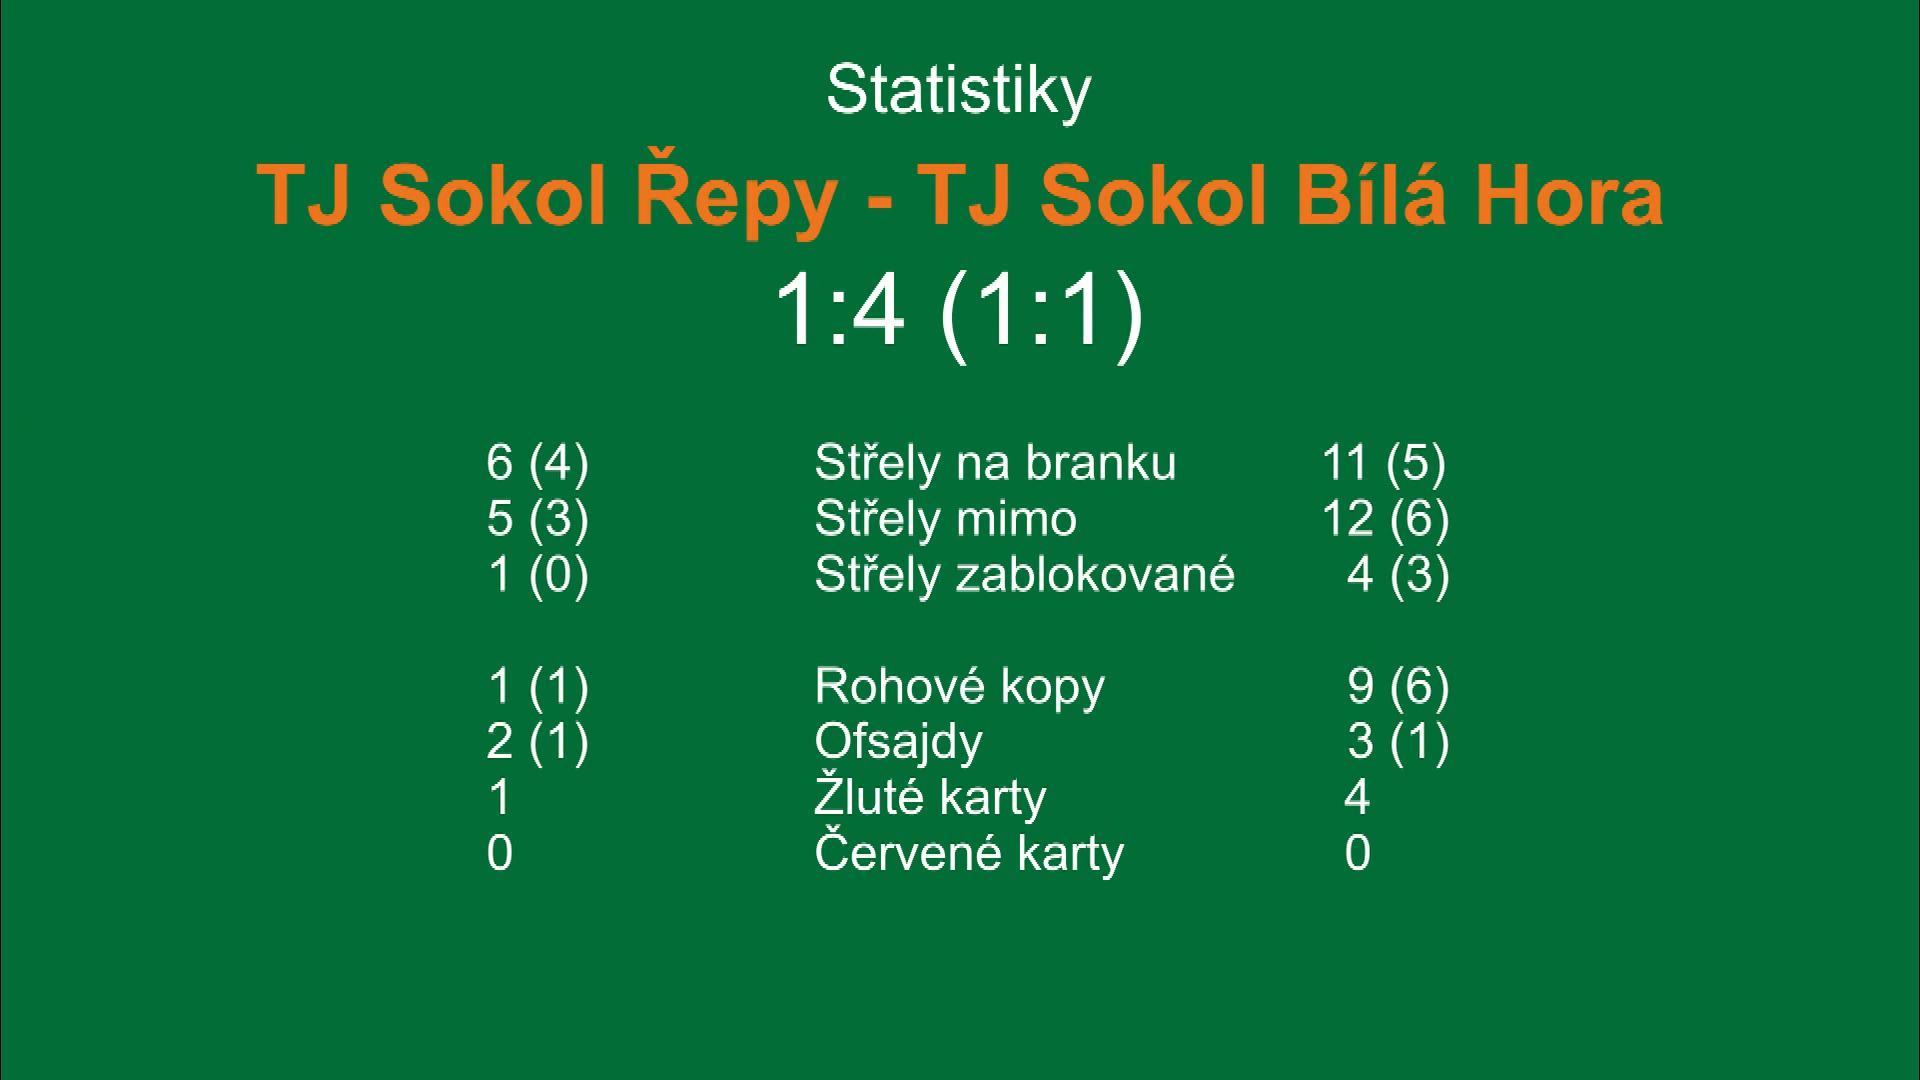 Statistiky
TJ Sokol Řepy - TJ Sokol Bílá Hora
1:4 (1:1)
6 (4) Střely na branku 11 (5)
5 (3) Střely mimo 12 (6)
1 (0) Střely zablokované 4 (3)
1 (1) Rohové kopy 9 (6)
2 (1) Ofsajdy 3 (1)
1 Žluté karty 4
0 Červené karty 0